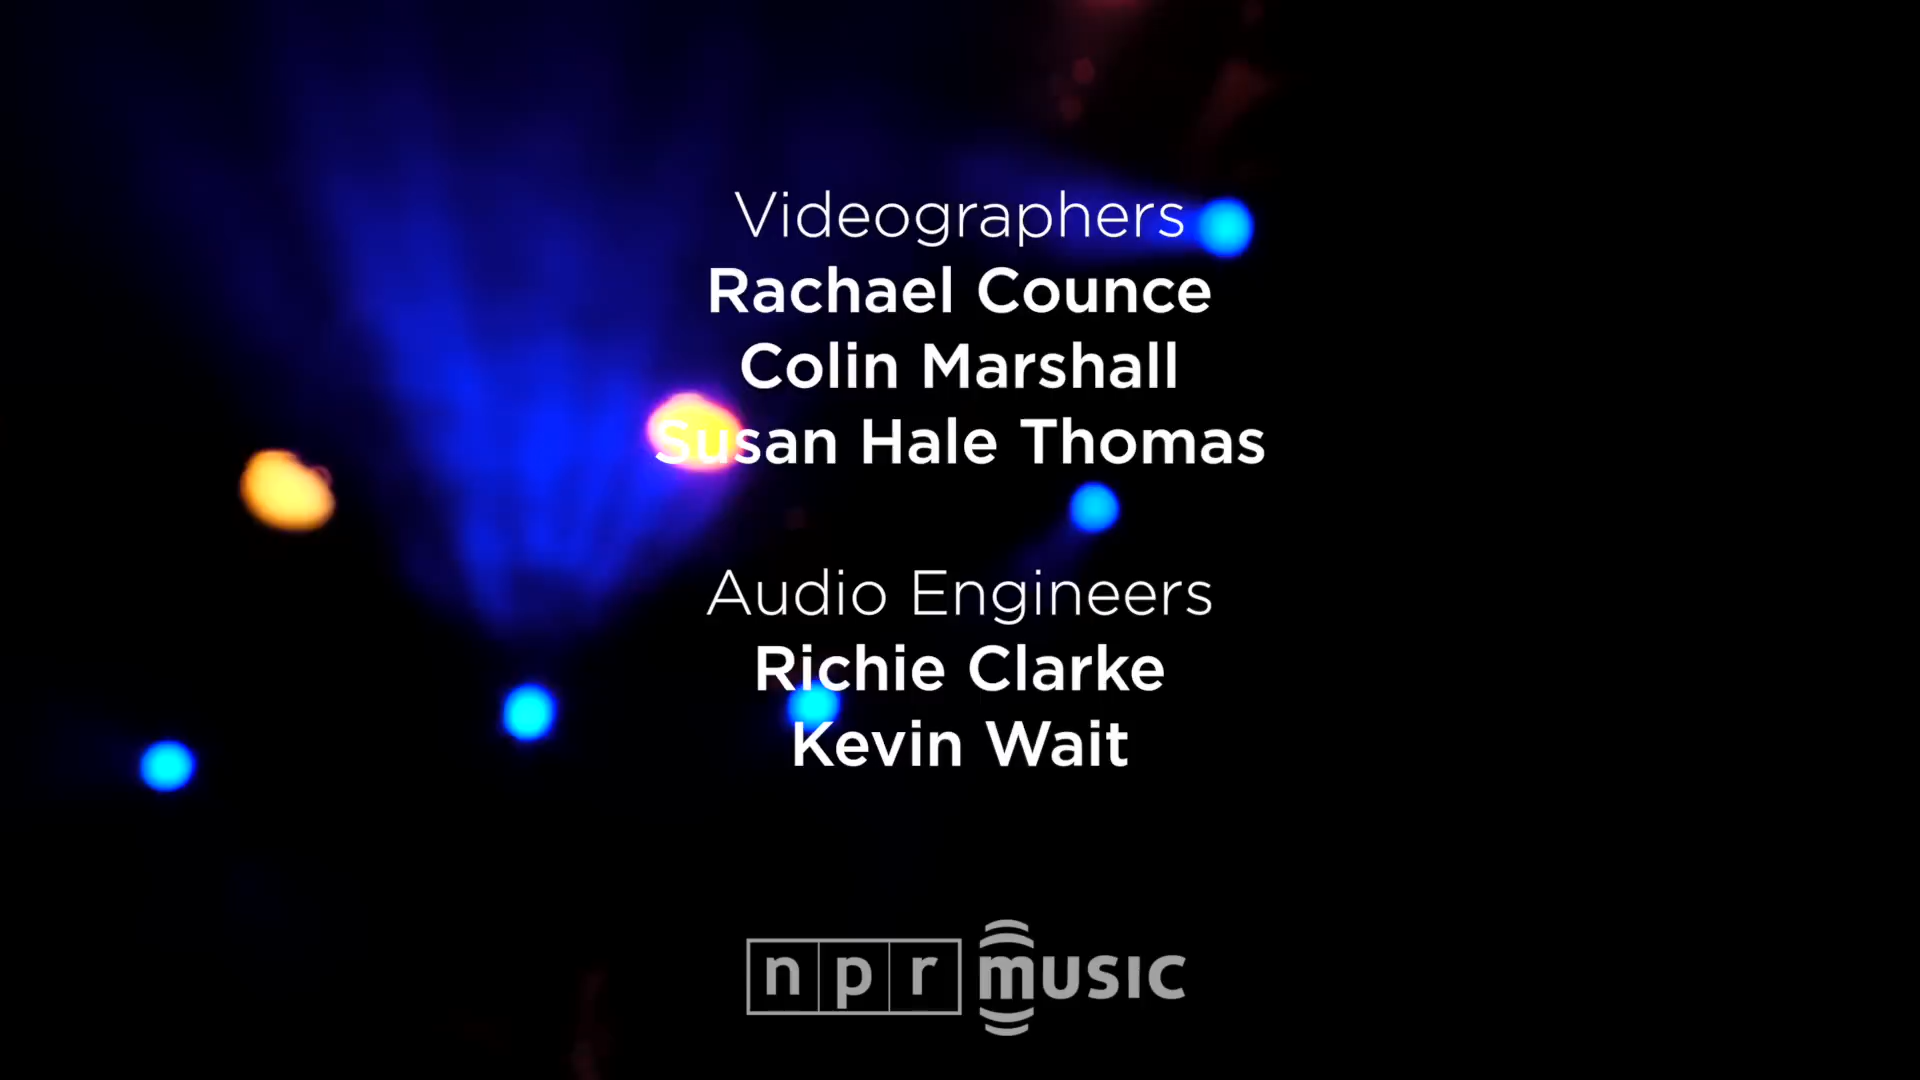 Videographers
Rachael Counce
Colin Marshall
Susan Hale Thomas
Audio Engineers
Richie Clarke
Kevin Wait
npr music